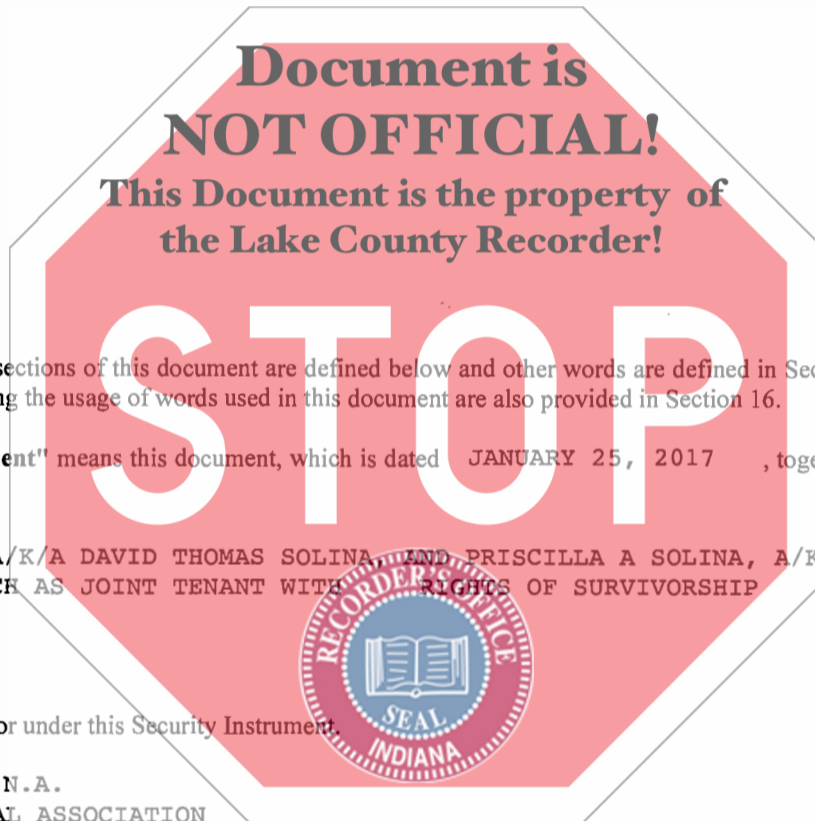 Document is
NOT OFFICIAL!
This Document is the property of
the Lake County Recorder!
STOP
sections of this document are defined below and other words are defined in Sec
ng the usage of words used in this document are also provided in Section 16.
ent" means this document, which is dated JANUARY 25, 2017 , toge
A/K/A DAVID THOMAS SOLINA, AND PRISCILLA A SOLINA, A/K
CH AS JOINT TENANT WITH RIGHTS OF SURVIVORSHIP
RECORDER'S OFFICE
SEAL
INDIANA
or under this Security Instrument.
N.A.
AL ASSOCIATION